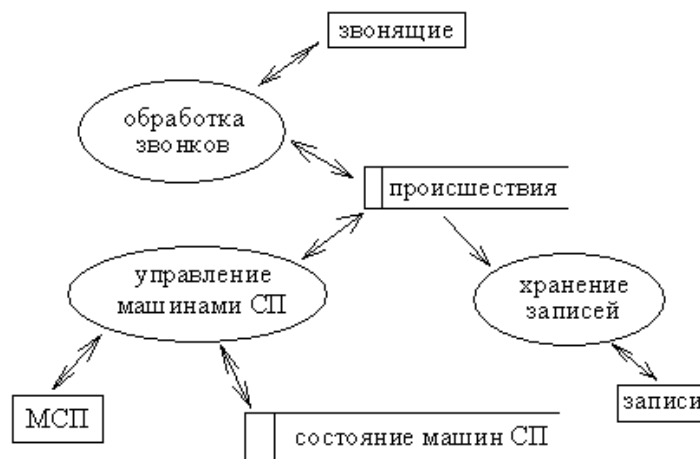 звонящие
обработка
звонков
происшествия
управление
машинами СП
хранение
записей
МСП
записи
состояние машин СП